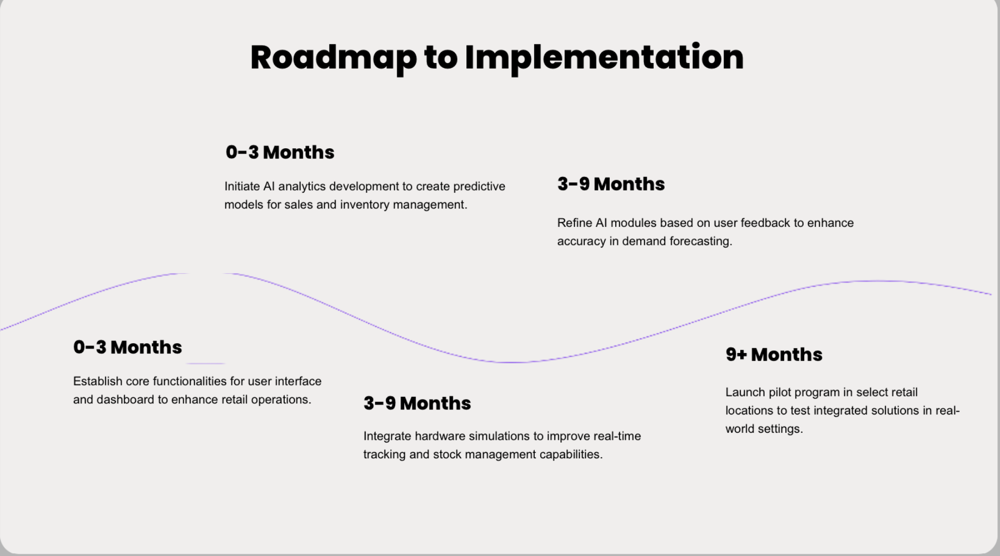 Roadmap to Implementation
0-3 Months
Initiate AI analytics development to create predictive
models for sales and inventory management.
3-9 Months
Refine AI modules based on user feedback to enhance
accuracy in demand forecasting.
0-3 Months
Establish core functionalities for user interface
and dashboard to enhance retail operations.
3-9 Months
Integrate hardware simulations to improve real-time
tracking and stock management capabilities.
9+ Months
Launch pilot program in select retail
locations to test integrated solutions in real-
world settings.